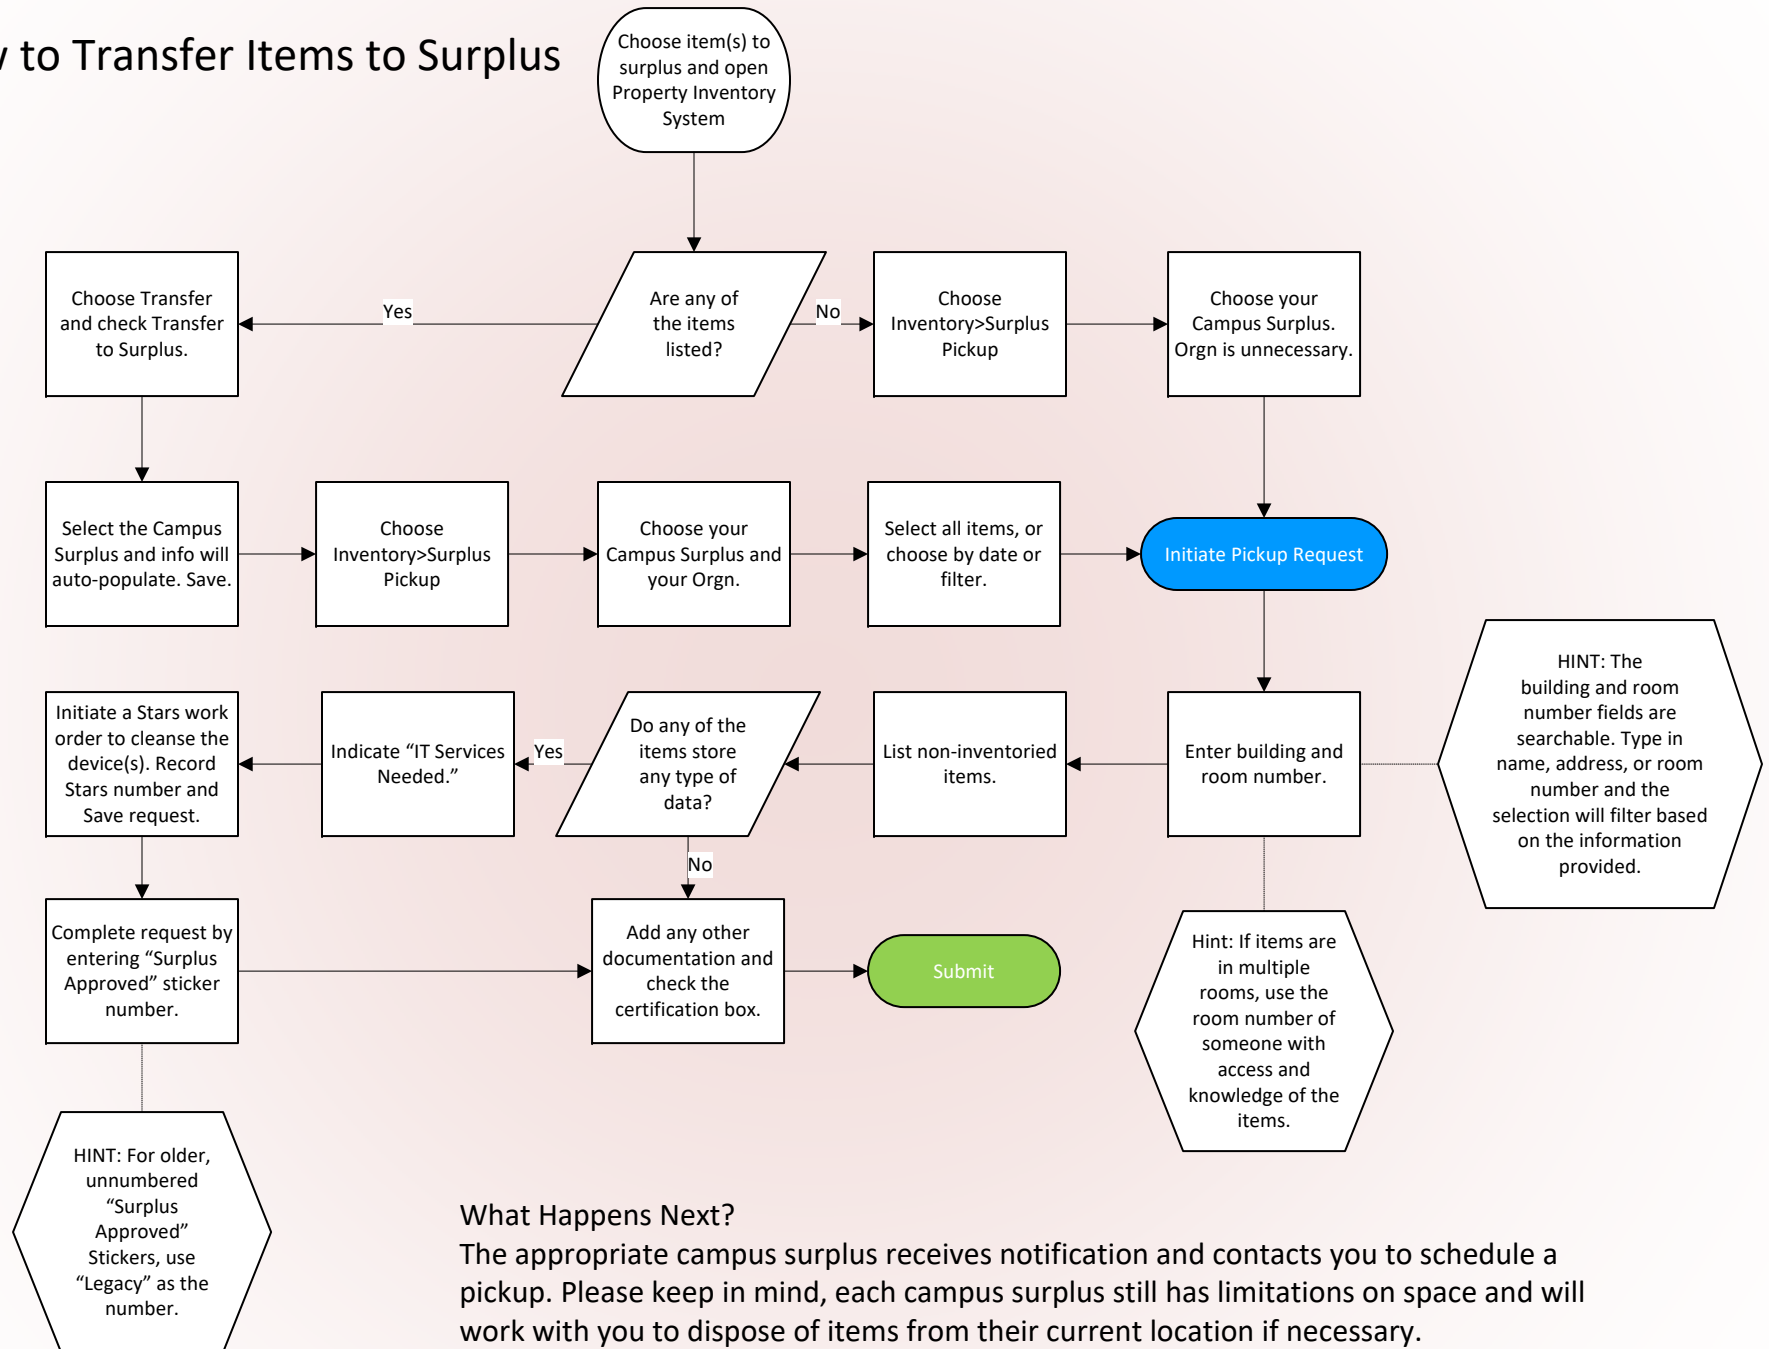 to Transfer Items to Surplus
Choose item(s) to
surplus and open
Property Inventory
System
Choose Transfer
and check Transfer
to Surplus.
Yes
Are any of
the items
listed?
No
Choose
Inventory>Surplus
Pickup
Choose your
Campus Surplus.
Orgn is unnecessary.
Select the Campus
Surplus and info will
auto-populate. Save.
Choose
Inventory>Surplus
Pickup
Choose your
Campus Surplus and
your Orgn.
Select all items, or
choose by date or
filter.
Initiate Pickup Request
HINT: The
building and room
number fields are
searchable. Type in
name, address, or room
number and the
selection will filter based
on the information
provided.
Enter building and
room number.
List non-inventoried
items.
Do any of the
items store
any type of
data?
Yes
Indicate “IT Services
Needed.”
Initiate a Stars work
order to cleanse the
device(s). Record
Stars number and
Save request.
No
Complete request by
entering “Surplus
Approved” sticker
number.
Add any other
documentation and
check the
certification box.
Submit
Hint: If items are
in multiple
rooms, use the
room number of
someone with
access and
knowledge of the
items.
HINT: For older,
unnumbered
“Surplus
Approved”
Stickers, use
“Legacy” as the
number.
What Happens Next?
The appropriate campus surplus receives notification and contacts you to schedule a
pickup. Please keep in mind, each campus surplus still has limitations on space and will
work with you to dispose of items from their current location if necessary.